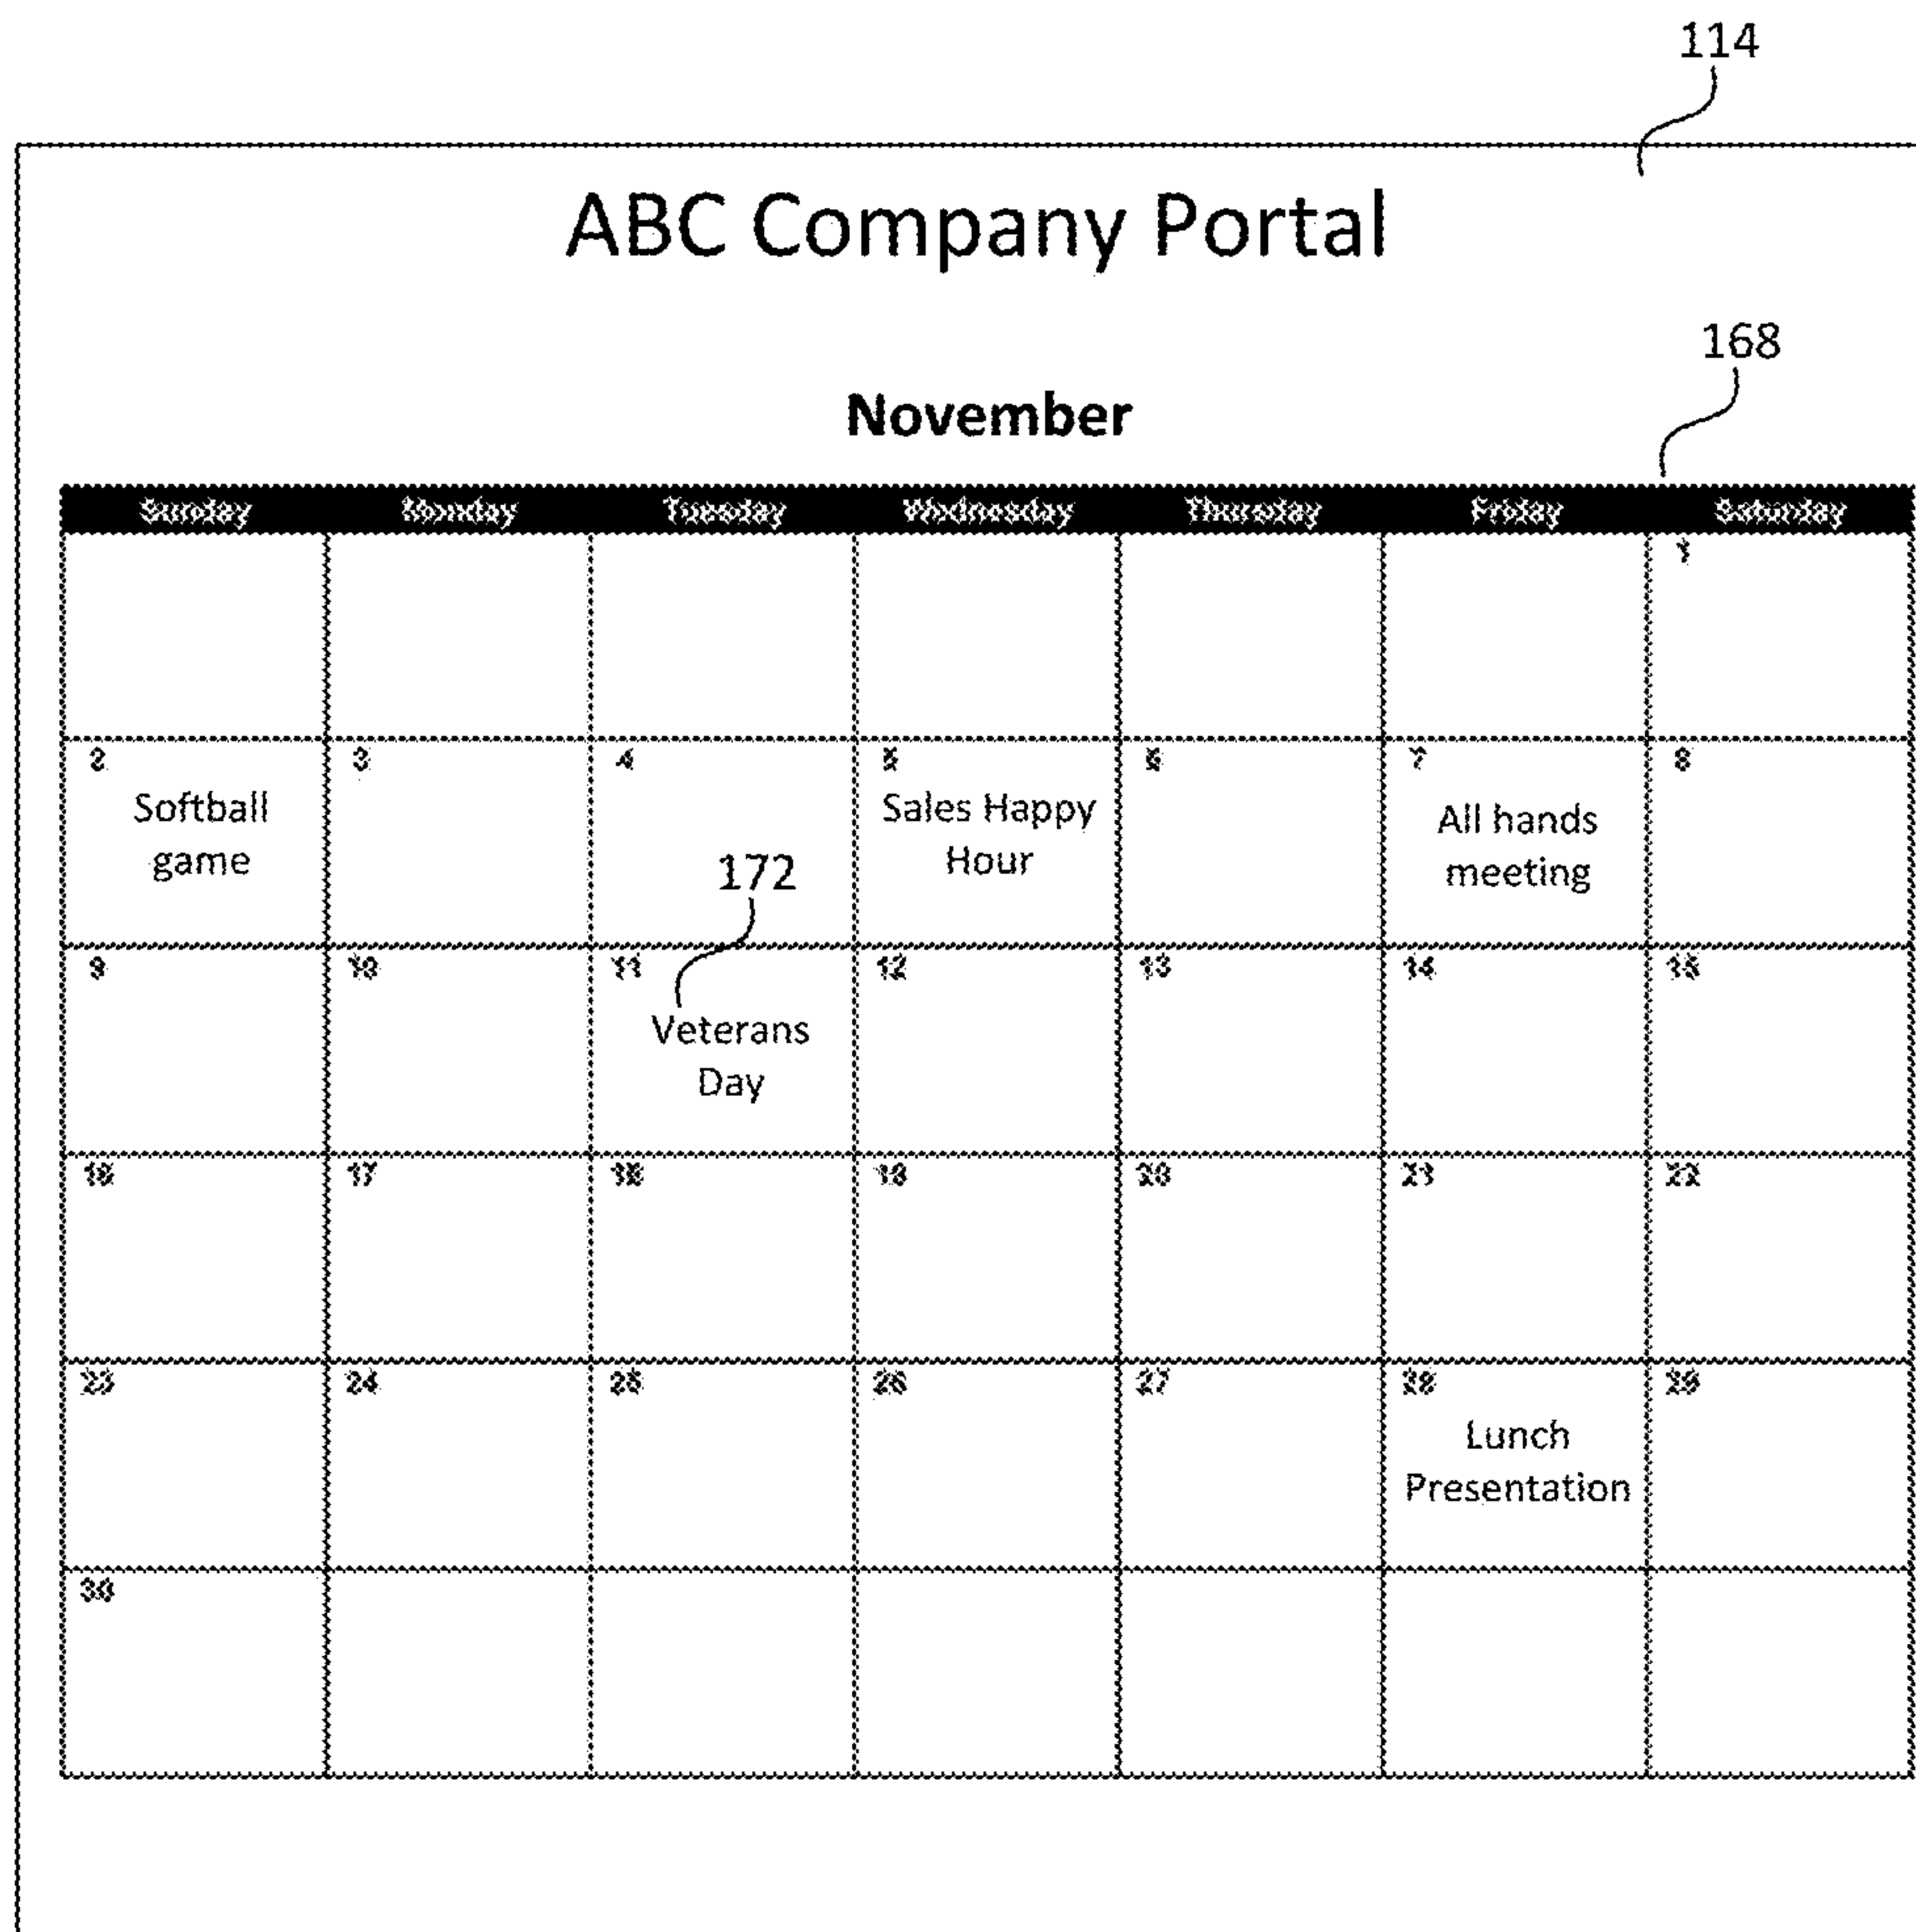 114
ABC Company Portal
168
November
Sunday Monday Tuesday Wednesday Thursday Friday Saturday
1
2 3 4 5 6 7 8
Softball game
Sales Happy Hour
All hands meeting
172
9 10 11 12 13 14 15
Veterans Day
16 17 18 19 20 21 22
23 24 25 26 27 28 29
Lunch Presentation
30